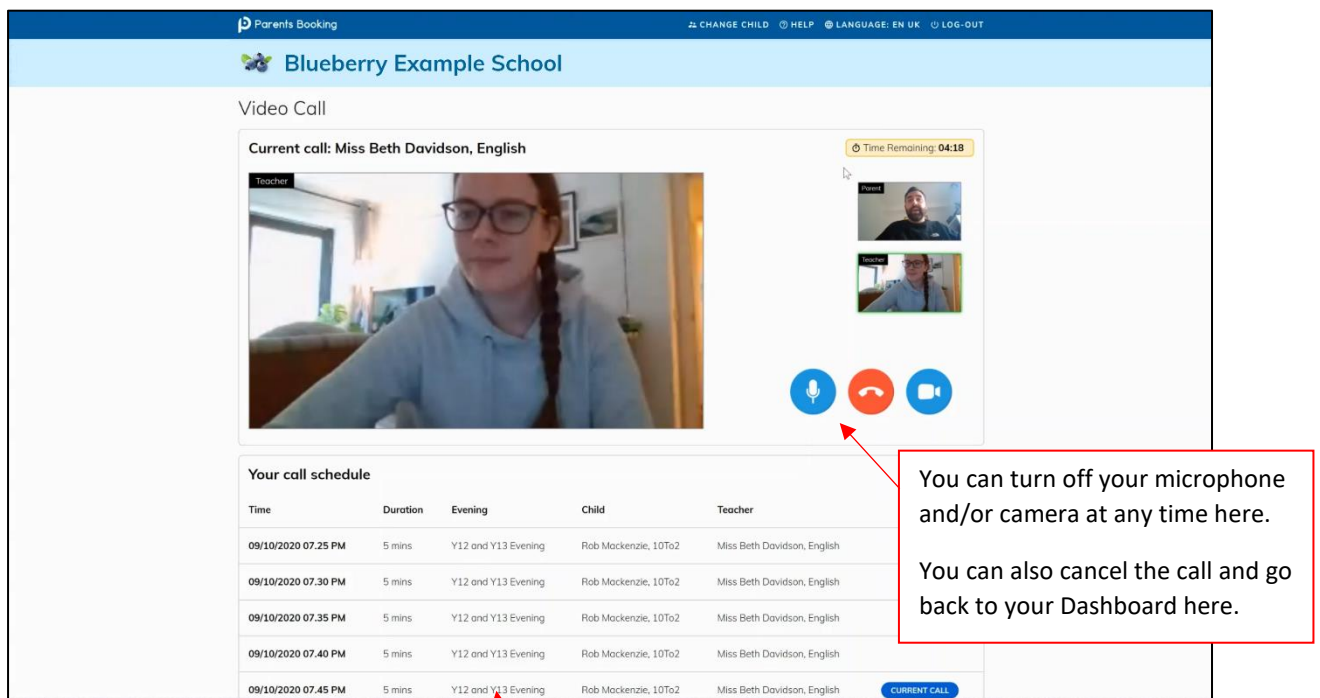 Parents Booking CHANGE CHILD HELP LANGUAGE: EN UK LOG-OUT
Blueberry Example School
Video Call
Current call: Miss Beth Davidson, English Time Remaining: 04:18
Teacher
Parent
Teacher
You can turn off your microphone
and/or camera at any time here.
You can also cancel the call and go
back to your Dashboard here.
Your call schedule
Time Duration Evening Child Teacher
09/10/2020 07.25 PM 5 mins Y12 and Y13 Evening Rob Mackenzie, 10To2 Miss Beth Davidson, English
09/10/2020 07.30 PM 5 mins Y12 and Y13 Evening Rob Mackenzie, 10To2 Miss Beth Davidson, English
09/10/2020 07.35 PM 5 mins Y12 and Y13 Evening Rob Mackenzie, 10To2 Miss Beth Davidson, English
09/10/2020 07.40 PM 5 mins Y12 and Y13 Evening Rob Mackenzie, 10To2 Miss Beth Davidson, English
09/10/2020 07.45 PM 5 mins Y12 and Y13 Evening Rob Mackenzie, 10To2 Miss Beth Davidson, English CURRENT CALL